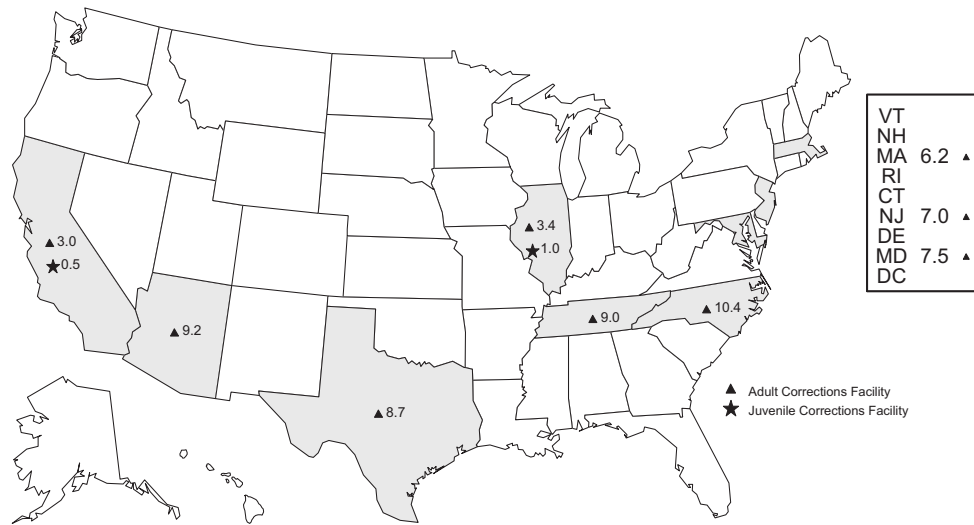 VT
NH
MA 6.2
RI
CT
NJ 7.0
DE
MD 7.5
DC
3.4
1.0
3.0
0.5
9.2
9.0
10.4
8.7
Adult Corrections Facility
Juvenile Corrections Facility